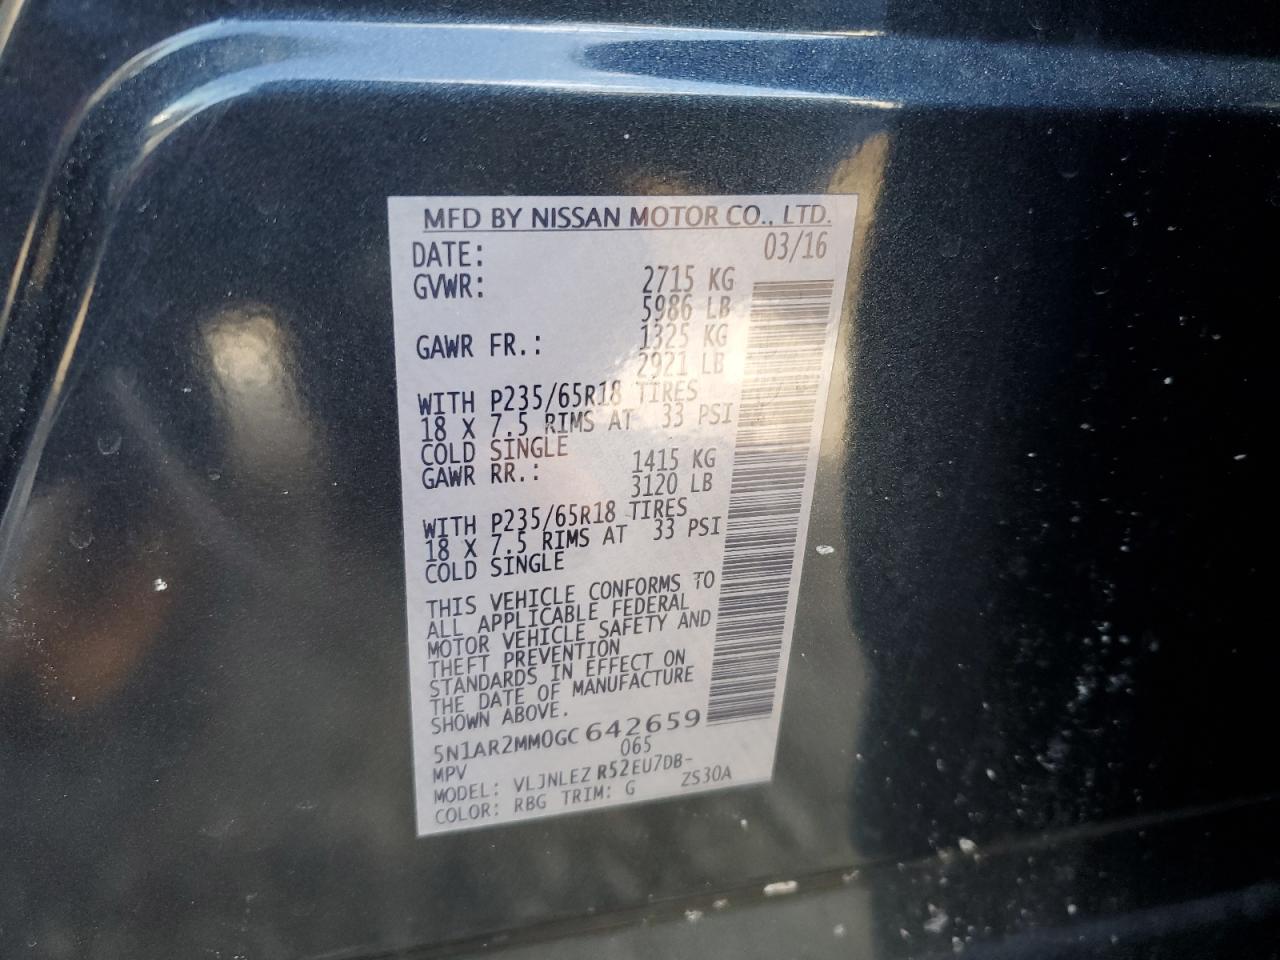 MFD BY NISSAN MOTOR CO., LTD.
DATE: 03/16
GVWR: 2715 KG
5986 LB
GAWR FR.: 1325 KG
2921 LB
WITH P235/65R18 TIRES
18 X 7.5 RIMS AT 33 PSI
COLD SINGLE
GAWR RR.: 1415 KG
3120 LB
WITH P235/65R18 TIRES
18 X 7.5 RIMS AT 33 PSI
COLD SINGLE
THIS VEHICLE CONFORMS TO
ALL APPLICABLE FEDERAL
MOTOR VEHICLE SAFETY AND
THEFT PREVENTION
STANDARDS IN EFFECT ON
THE DATE OF MANUFACTURE
SHOWN ABOVE.
5N1AR2MM0GC 642659
MPV 065
MODEL: VLJNLEZ R52EU7DB-
COLOR: RBG TRIM: G ZS30A